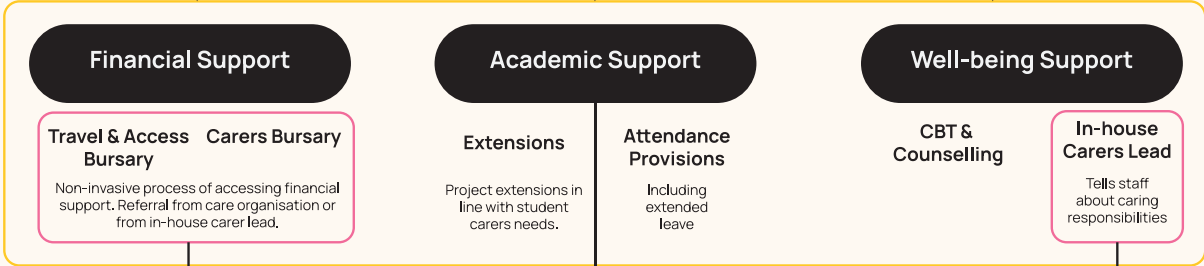 Financial Support
Travel & Access
Bursary
Carers Bursary
Non-invasive process of accessing financial
support. Referral from care organisation or
from in-house carer lead.
Academic Support
Extensions
Project extensions in
line with student
carers needs.
Attendance
Provisions
Including
extended
leave
Well-being Support
CBT &
Counselling
In-house
Carers Lead
Tells staff
about caring
responsibilities